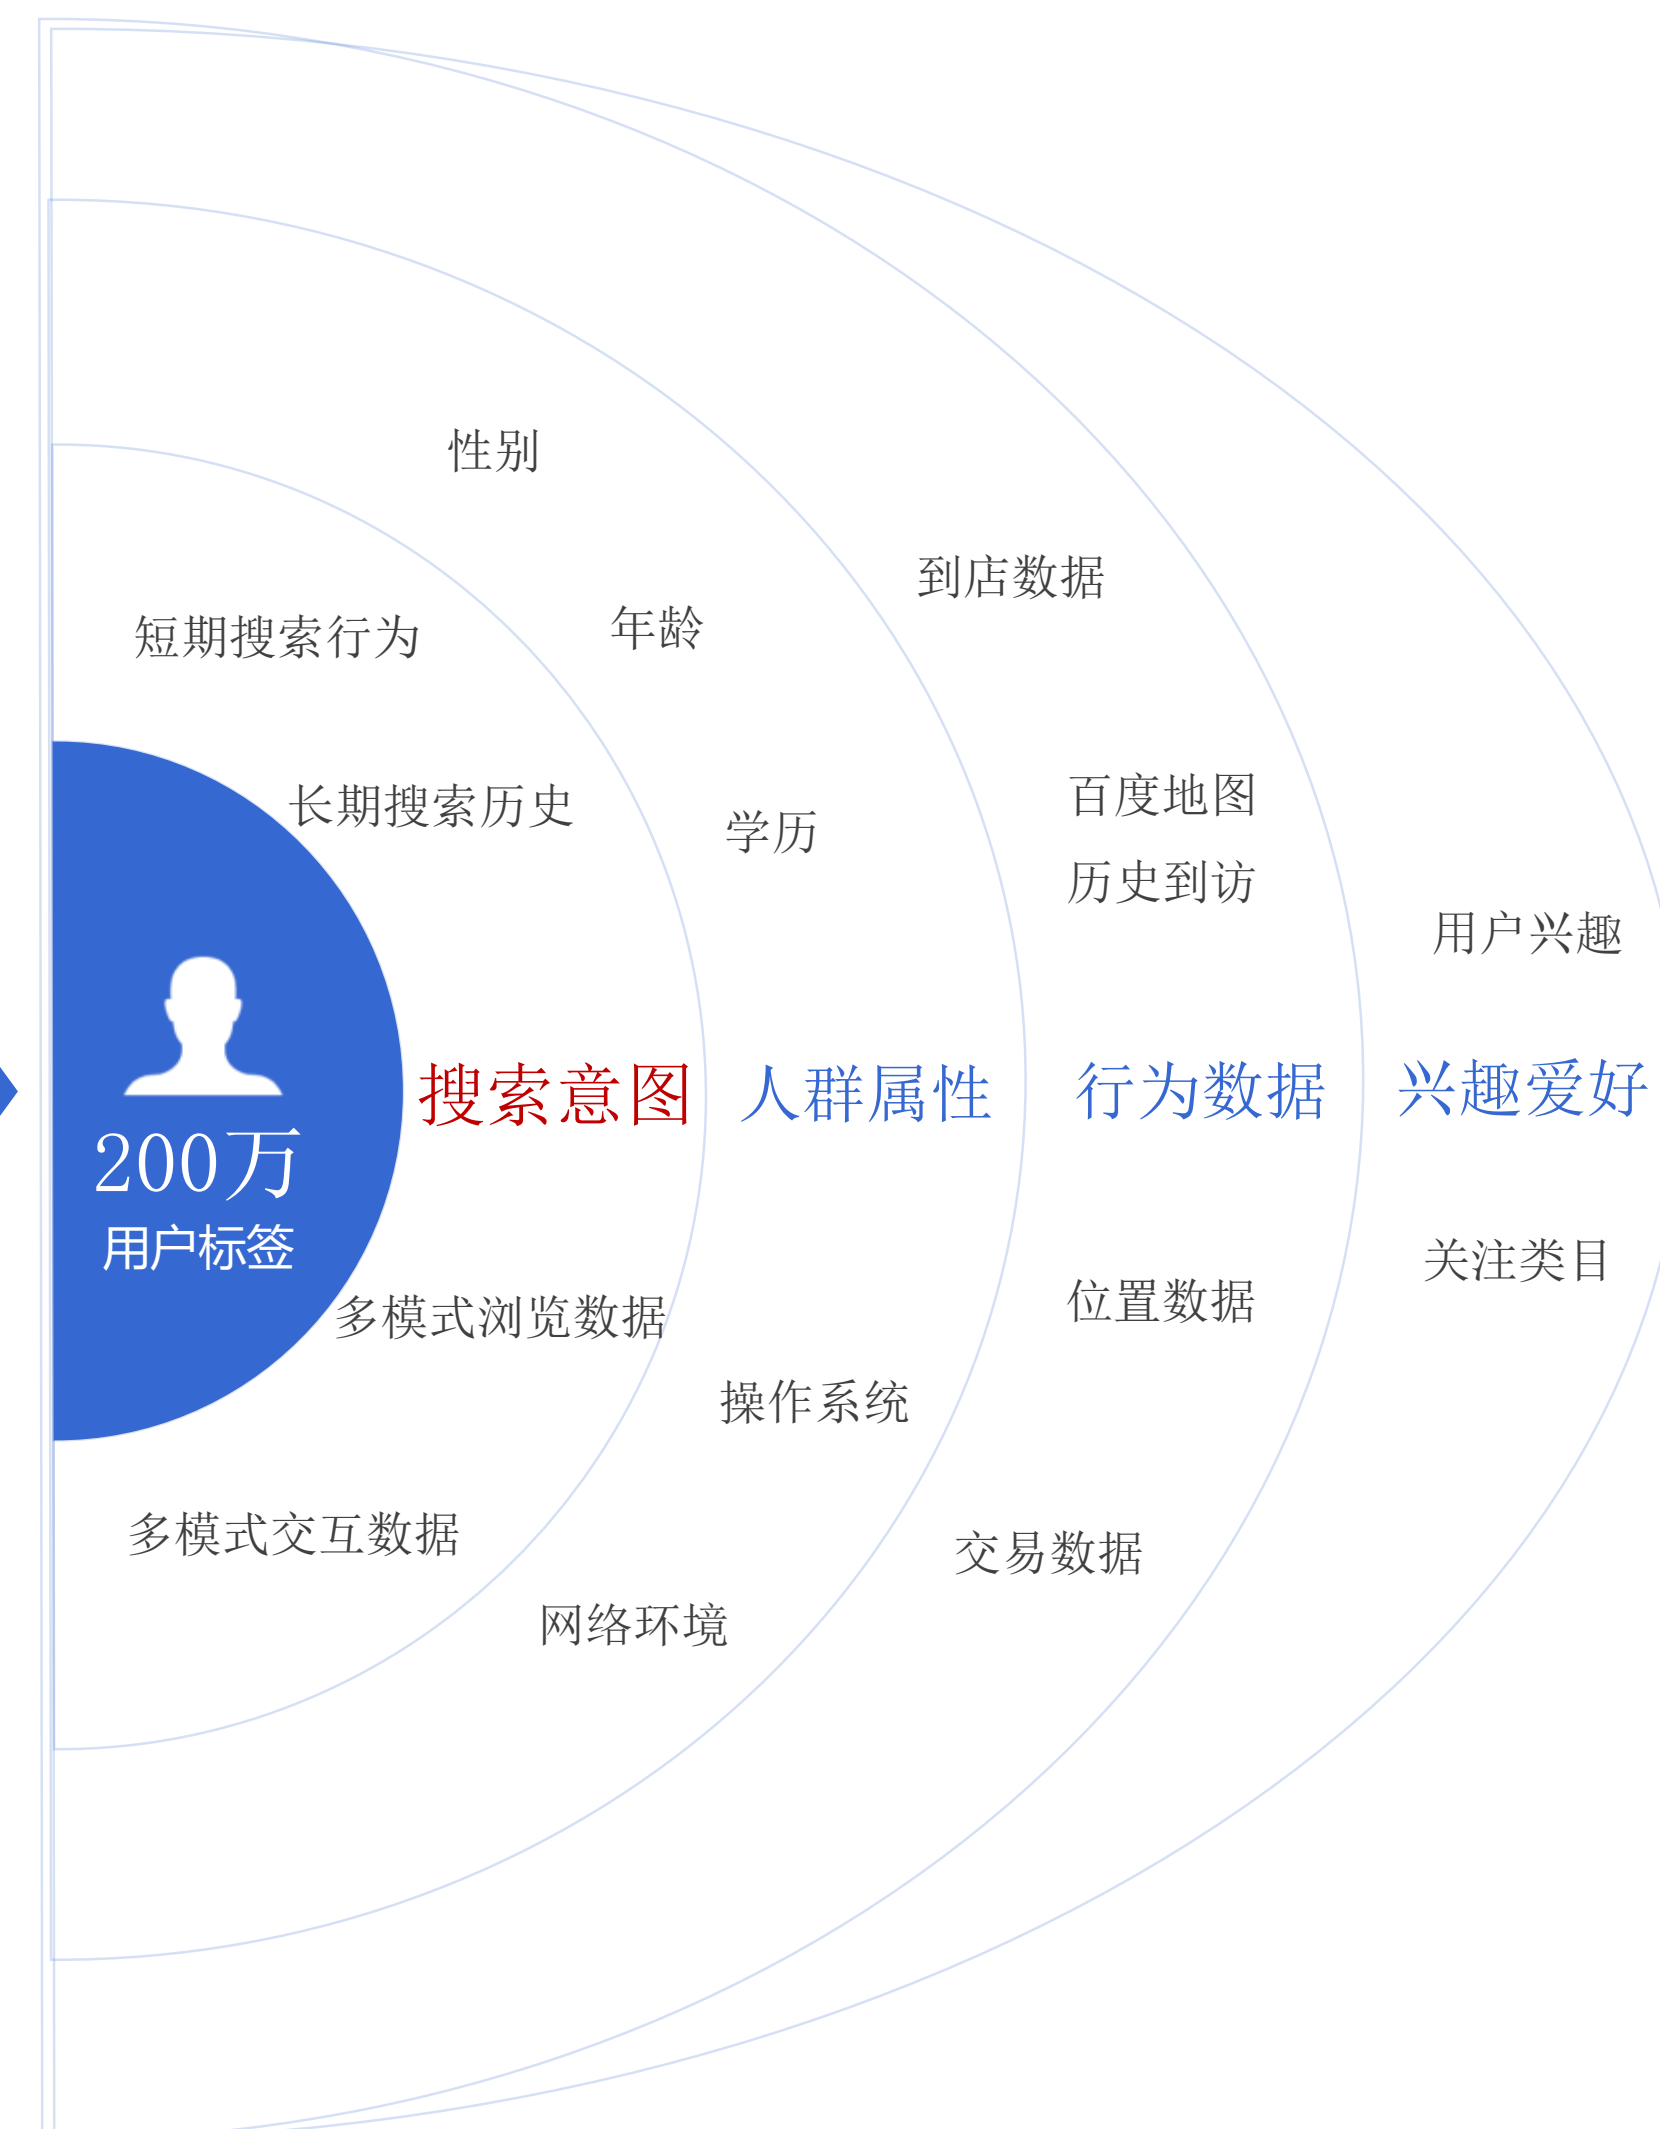 性别
到店数据
年龄
短期搜索行为
百度地图
长期搜索历史
学历
历史到访
用户兴趣
搜索意图
人群属性
行为数据
兴趣爱好
200万
用户标签
关注类目
位置数据
多模式浏览数据
操作系统
多模式交互数据
交易数据
网络环境